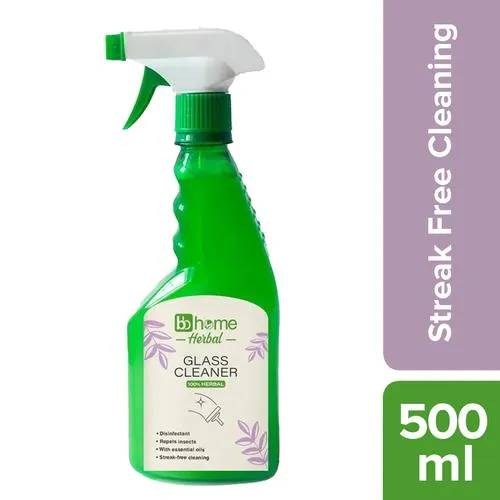 bb home
Herbal
GLASS
CLEANER
100% HERBAL
• Disinfectant
• Repels insects
• With essential oils
• Streak-free cleaning
Streak Free Cleaning
500
ml